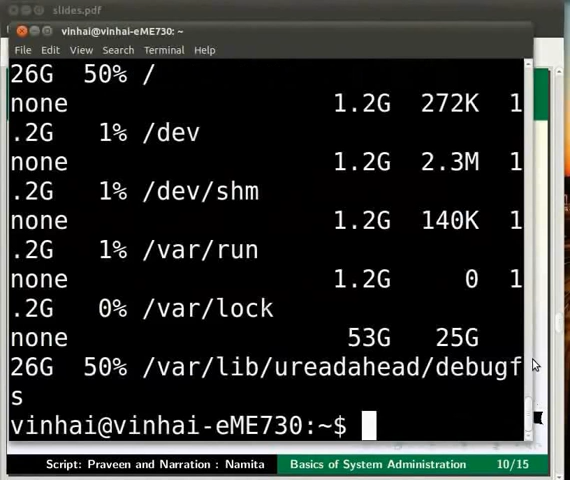 slides.pdf
vinhai@vinhai-eME730: ~
File Edit View Search Terminal Help
26G 50% /
none 1.2G 272K 1
.2G 1% /dev
none 1.2G 2.3M 1
.2G 1% /dev/shm
none 1.2G 140K 1
.2G 1% /var/run
none 1.2G 0 1
.2G 0% /var/lock
none 53G 25G
26G 50% /var/lib/ureadahead/debugf
s
vinhai@vinhai-eME730:~$
Script: Praveen and Narration : Namita Basics of System Administration 10/15